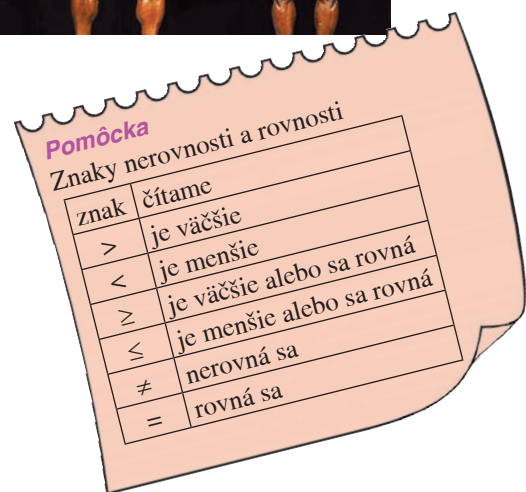 Pomôcka
Znaky nerovnosti a rovnosti
znak čítame
> je väčšie
< je menšie
≥ je väčšie alebo sa rovná
≤ je menšie alebo sa rovná
≠ nerovná sa
= rovná sa